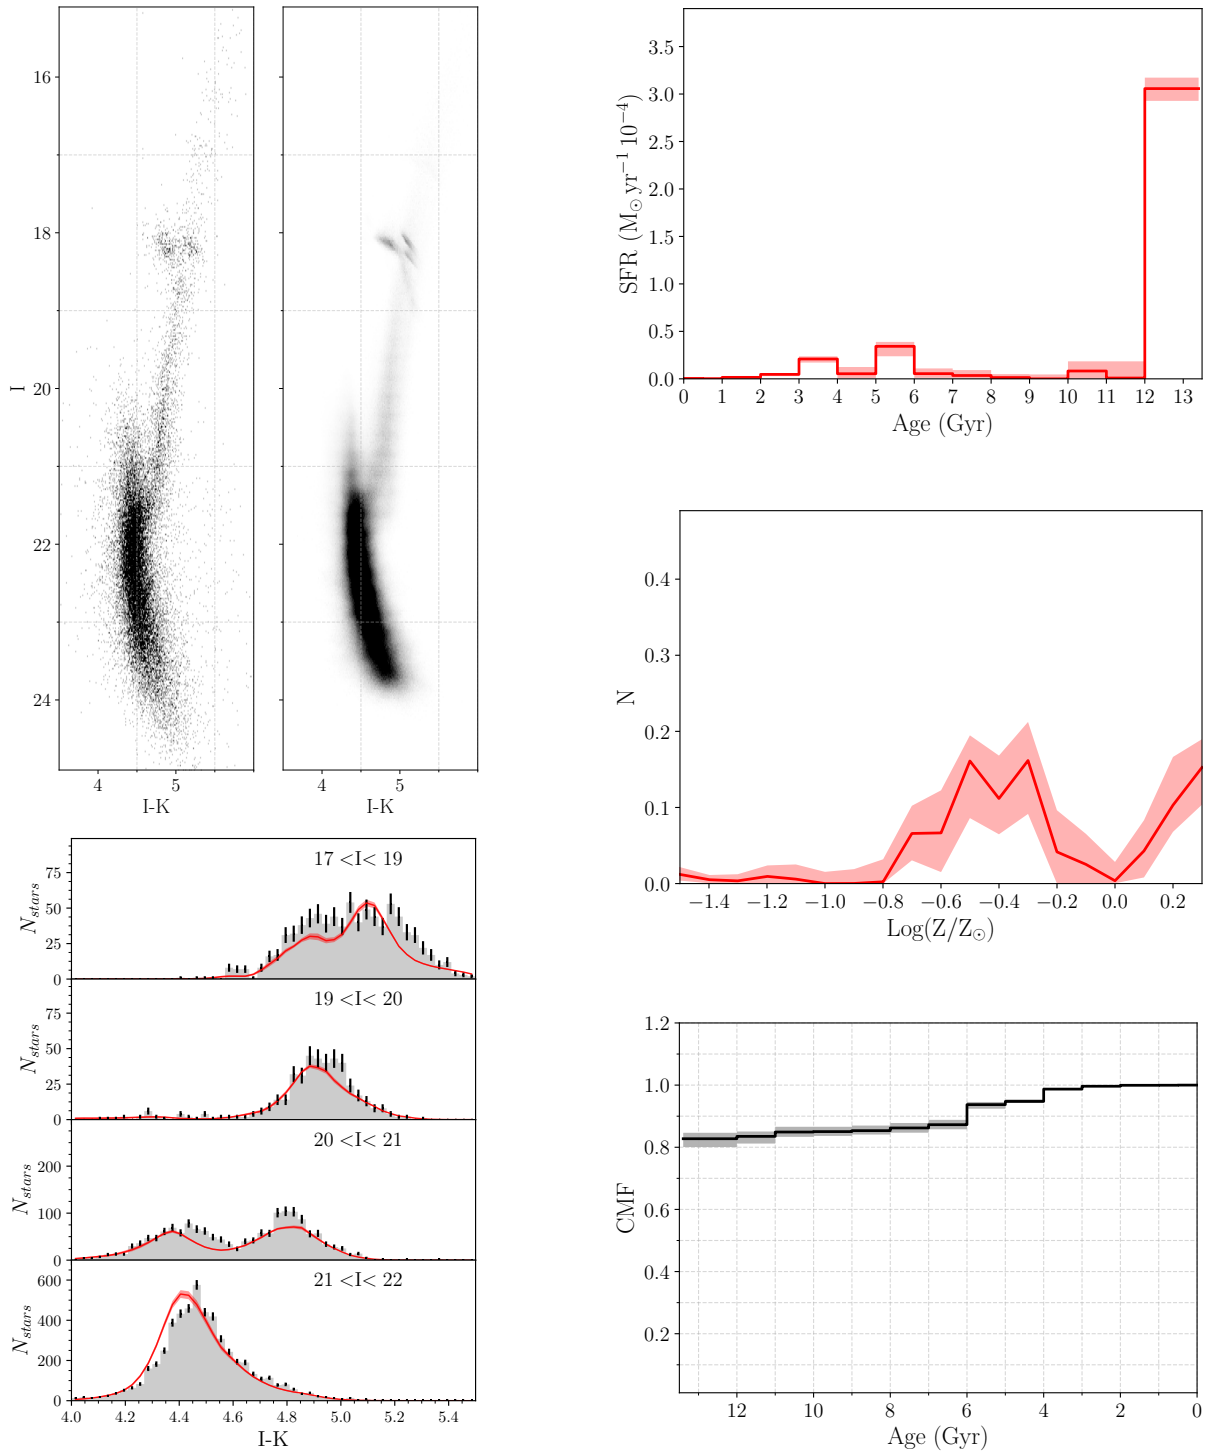 16
18
20
22
24
I
4 5
I-K
4 5
I-K
3.5
3.0
2.5
2.0
1.5
1.0
0.5
0.0
SFR (M⊙ yr⁻¹ 10⁻⁴)
0 1 2 3 4 5 6 7 8 9 10 11 12 13
Age (Gyr)
0.4
0.3
0.2
0.1
0.0
N
−1.4 −1.2 −1.0 −0.8 −0.6 −0.4 −0.2 0.0 0.2
Log(Z/Z⊙)
17 <I< 19
75
50
25
0
Nstars
19 <I< 20
75
50
25
0
Nstars
20 <I< 21
200
100
0
Nstars
21 <I< 22
600
400
200
0
Nstars
4.0 4.2 4.4 4.6 4.8 5.0 5.2 5.4
I-K
1.2
1.0
0.8
0.6
0.4
0.2
CMF
12 10 8 6 4 2 0
Age (Gyr)